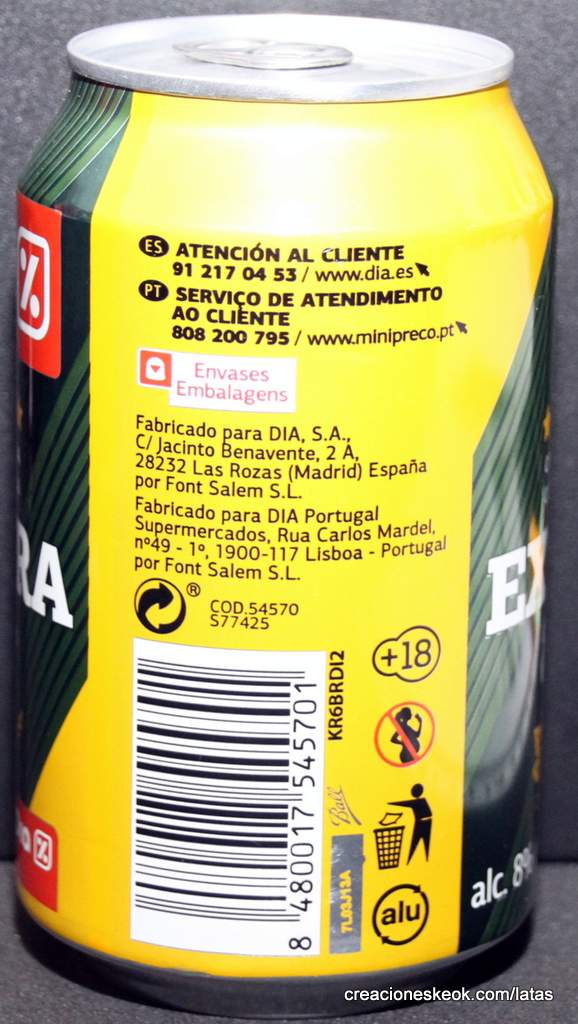 ES ATENCIÓN AL CLIENTE
91 217 04 53 / www.dia.es
PT SERVIÇO DE ATENDIMENTO
AO CLIENTE
808 200 795 / www.minipreco.pt
Envases
Embalagens
Fabricado para DIA, S.A.,
C/ Jacinto Benavente, 2 A,
28232 Las Rozas (Madrid) España
por Font Salem S.L.
Fabricado para DIA Portugal
Supermercados, Rua Carlos Mardel,
nº49 - 1º, 1900-117 Lisboa - Portugal
por Font Salem S.L.
®
COD.54570
S77425
RA
EX
%
+18
KR6BRDI2
8 480017 545701
Ball
7L03J13A
alu
alc. 8%
%
creacioneskeok.com/latas